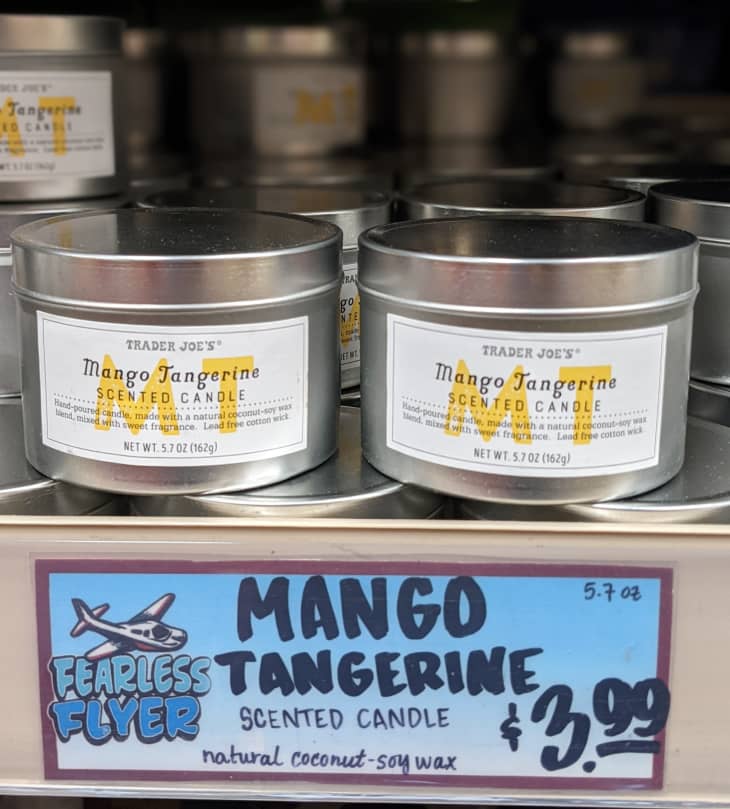 Tangerine
TRADER JOE'S®
Mango Tangerine
SCENTED CANDLE
MT
Hand-poured candle, made with a natural coconut-soy wax
blend, mixed with sweet fragrance. Lead free cotton wick.
NET WT. 5.7 OZ (162g)
TRADER JOE'S®
Mango Tangerine
SCENTED CANDLE
MT
Hand-poured candle, made with a natural coconut-soy wax
blend, mixed with sweet fragrance. Lead free cotton wick.
NET WT. 5.7 OZ (162g)
FEARLESS
FLYER
MANGO
5.7 oz
TANGERINE
SCENTED CANDLE
$3.99
natural coconut-soy wax